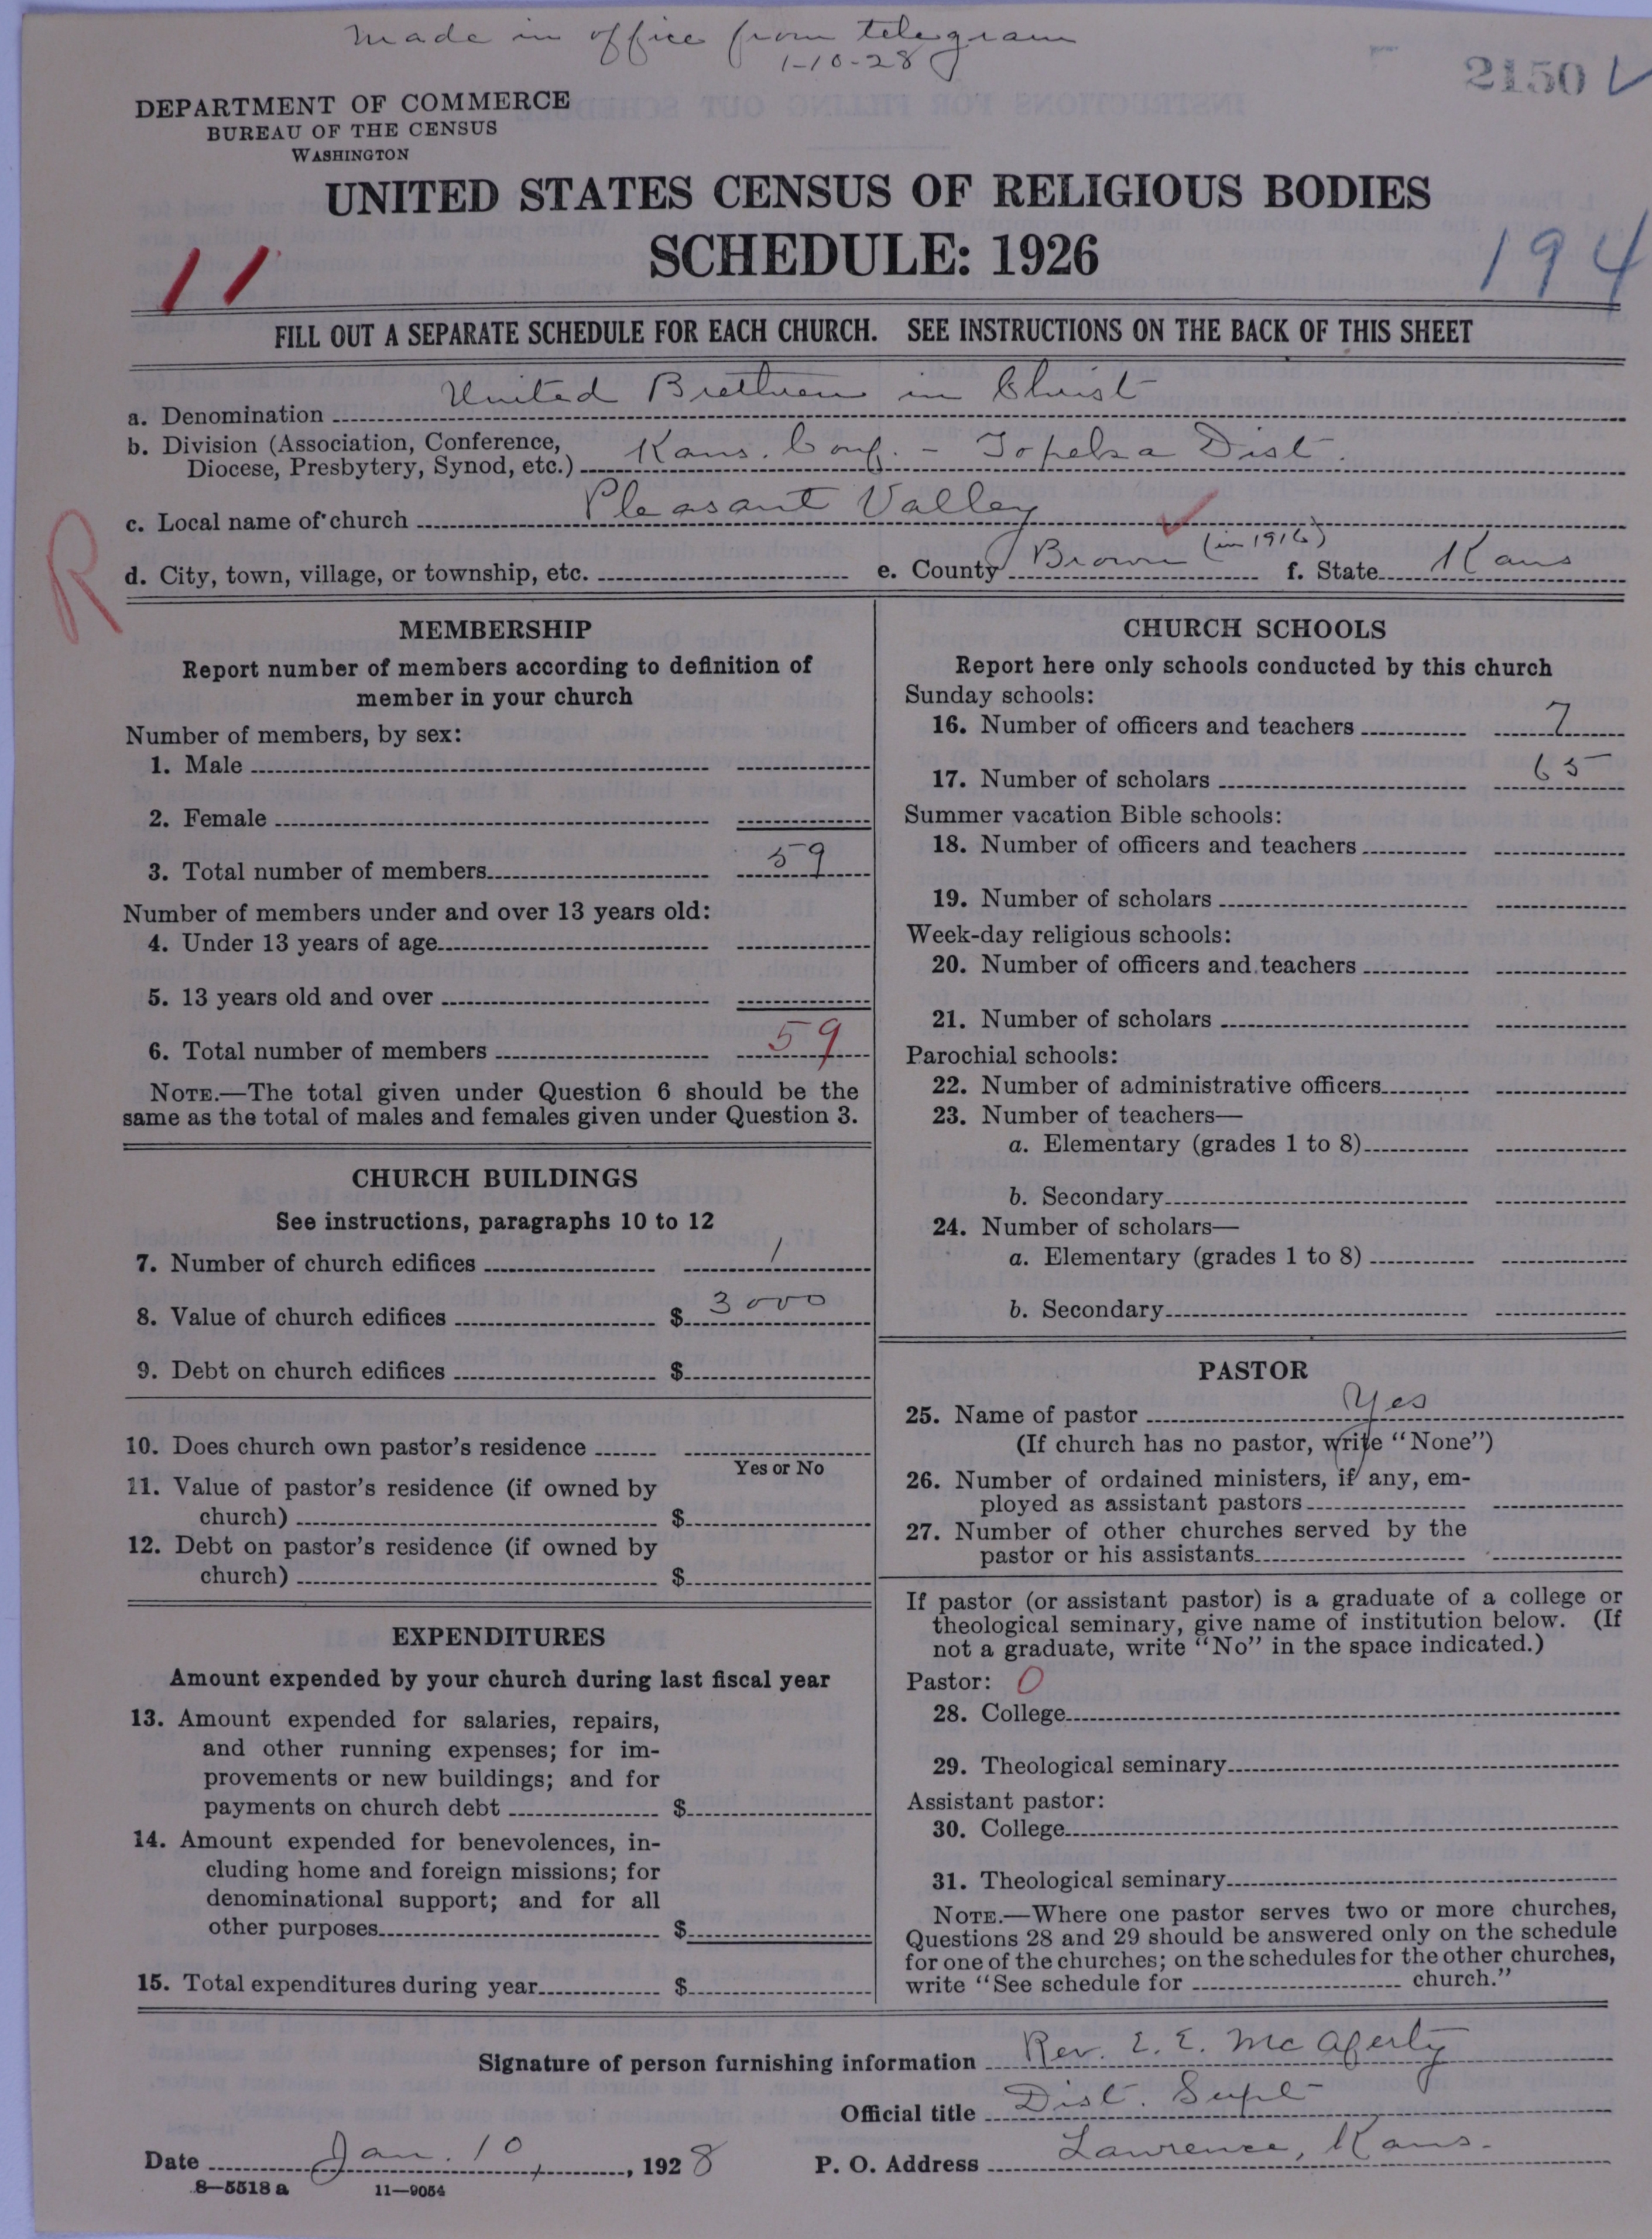 Made in office from telegram
1-10-28
2150
DEPARTMENT OF COMMERCE
BUREAU OF THE CENSUS
WASHINGTON
UNITED STATES CENSUS OF RELIGIOUS BODIES
SCHEDULE: 1926
11
194
FILL OUT A SEPARATE SCHEDULE FOR EACH CHURCH. SEE INSTRUCTIONS ON THE BACK OF THIS SHEET
a. Denomination United Brethren in Christ
b. Division (Association, Conference,
Diocese, Presbytery, Synod, etc.) Kans. Conf. - Topeka Dist.
c. Local name of church Pleasant Valley
R
d. City, town, village, or township, etc. e. County Brown (in 1916) f. State Kans
MEMBERSHIP
Report number of members according to definition of
member in your church
Number of members, by sex:
1. Male
2. Female
3. Total number of members 59
Number of members under and over 13 years old:
4. Under 13 years of age
5. 13 years old and over
6. Total number of members 59
NOTE.—The total given under Question 6 should be the
same as the total of males and females given under Question 3.
CHURCH BUILDINGS
See instructions, paragraphs 10 to 12
7. Number of church edifices 1
8. Value of church edifices $ 3000
9. Debt on church edifices $
10. Does church own pastor's residence
Yes or No
11. Value of pastor's residence (if owned by
church) $
12. Debt on pastor's residence (if owned by
church) $
EXPENDITURES
Amount expended by your church during last fiscal year
13. Amount expended for salaries, repairs,
and other running expenses; for im-
provements or new buildings; and for
payments on church debt $
14. Amount expended for benevolences, in-
cluding home and foreign missions; for
denominational support; and for all
other purposes $
15. Total expenditures during year $
CHURCH SCHOOLS
Report here only schools conducted by this church
Sunday schools:
16. Number of officers and teachers 7
17. Number of scholars 65
Summer vacation Bible schools:
18. Number of officers and teachers
19. Number of scholars
Week-day religious schools:
20. Number of officers and teachers
21. Number of scholars
Parochial schools:
22. Number of administrative officers
23. Number of teachers—
a. Elementary (grades 1 to 8)
b. Secondary
24. Number of scholars—
a. Elementary (grades 1 to 8)
b. Secondary
PASTOR
25. Name of pastor Yes
(If church has no pastor, write "None")
26. Number of ordained ministers, if any, em-
ployed as assistant pastors
27. Number of other churches served by the
pastor or his assistants
If pastor (or assistant pastor) is a graduate of a college or
theological seminary, give name of institution below. (If
not a graduate, write "No" in the space indicated.)
Pastor: 0
28. College
29. Theological seminary
Assistant pastor:
30. College
31. Theological seminary
NOTE.—Where one pastor serves two or more churches,
Questions 28 and 29 should be answered only on the schedule
for one of the churches; on the schedules for the other churches,
write "See schedule for church."
Signature of person furnishing information Rev. E. E. McAferty
Official title Dist. Supt
Date Jan. 10, 1928 P. O. Address Lawrence, Kans.
8—5518 a 11—9054